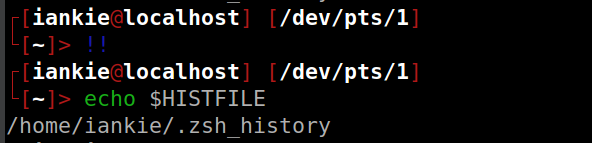 ┌[iankie@localhost] [/dev/pts/1]
└[~]> !!
┌[iankie@localhost] [/dev/pts/1]
└[~]> echo $HISTFILE
/home/iankie/.zsh_history